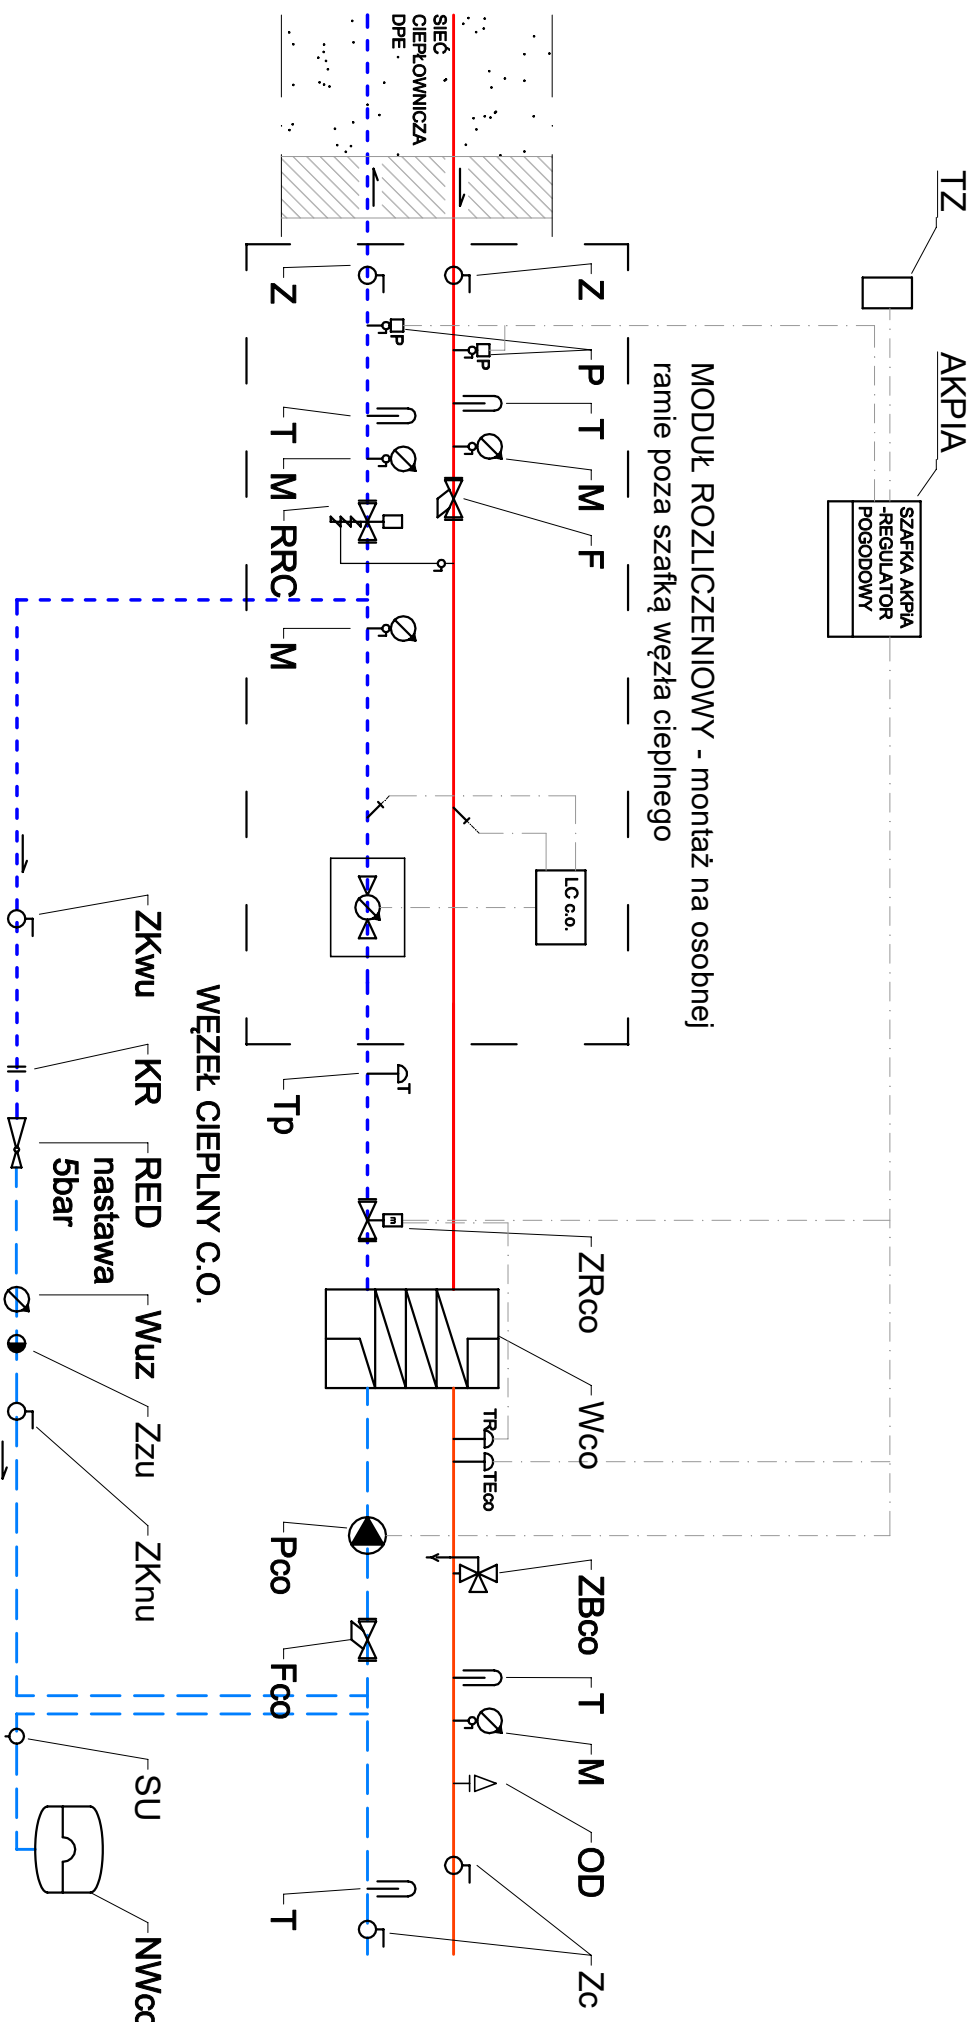 TZ
AKPIA
SZAFKA AKPiA
-REGULATOR
POGODOWY
MODUŁ ROZLICZENIOWY - montaż na osobnej
ramie poza szafką węzła cieplnego
SIEĆ
CIEPŁOWNICZA
DPE
Z
P
T
M
F
ZRco
Wco
ZBco
T
M
OD
Zc
P
P
LC c.o.
m
T
TR
TEco
Z
T
M
RRC
M
Tp
Pco
Fco
T
WĘZEŁ CIEPLNY C.O.
ZKwu
KR
RED
nastawa
5bar
Wuz
Zzu
ZKnu
SU
NWco